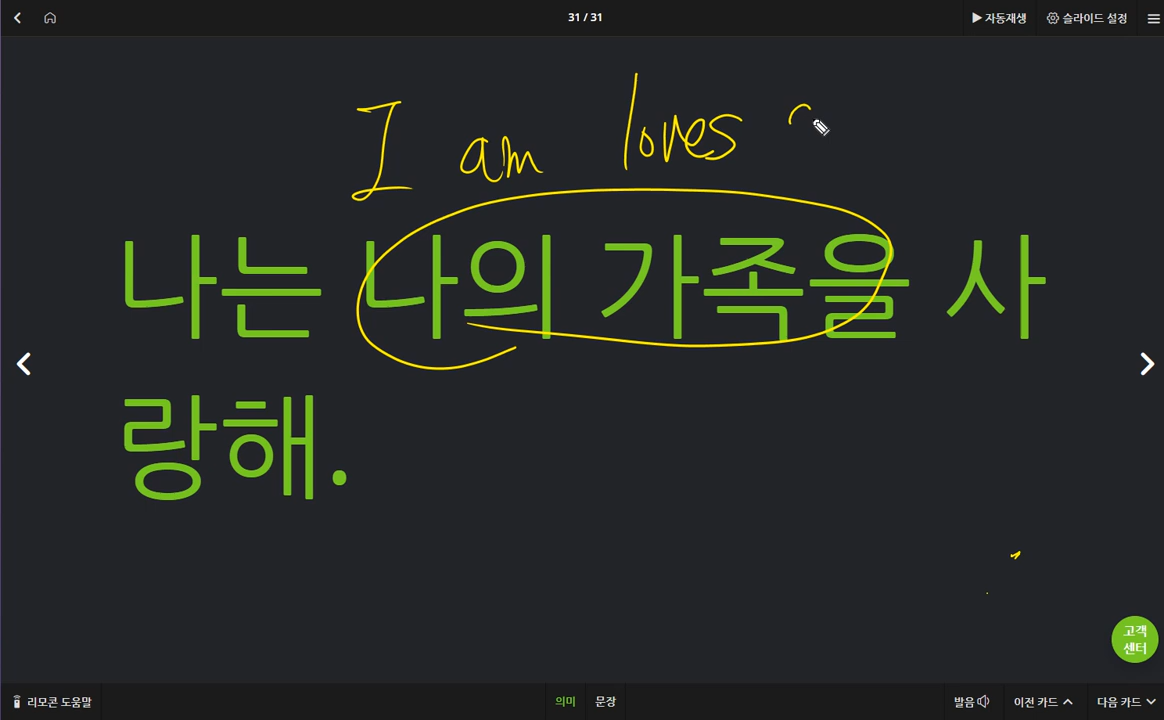 31 / 31
자동재생
슬라이드 설정
I am loves
나는 나의 가족을 사
랑해.
고객
센터
리모콘 도움말
의미
문장
발음
이전 카드
다음 카드